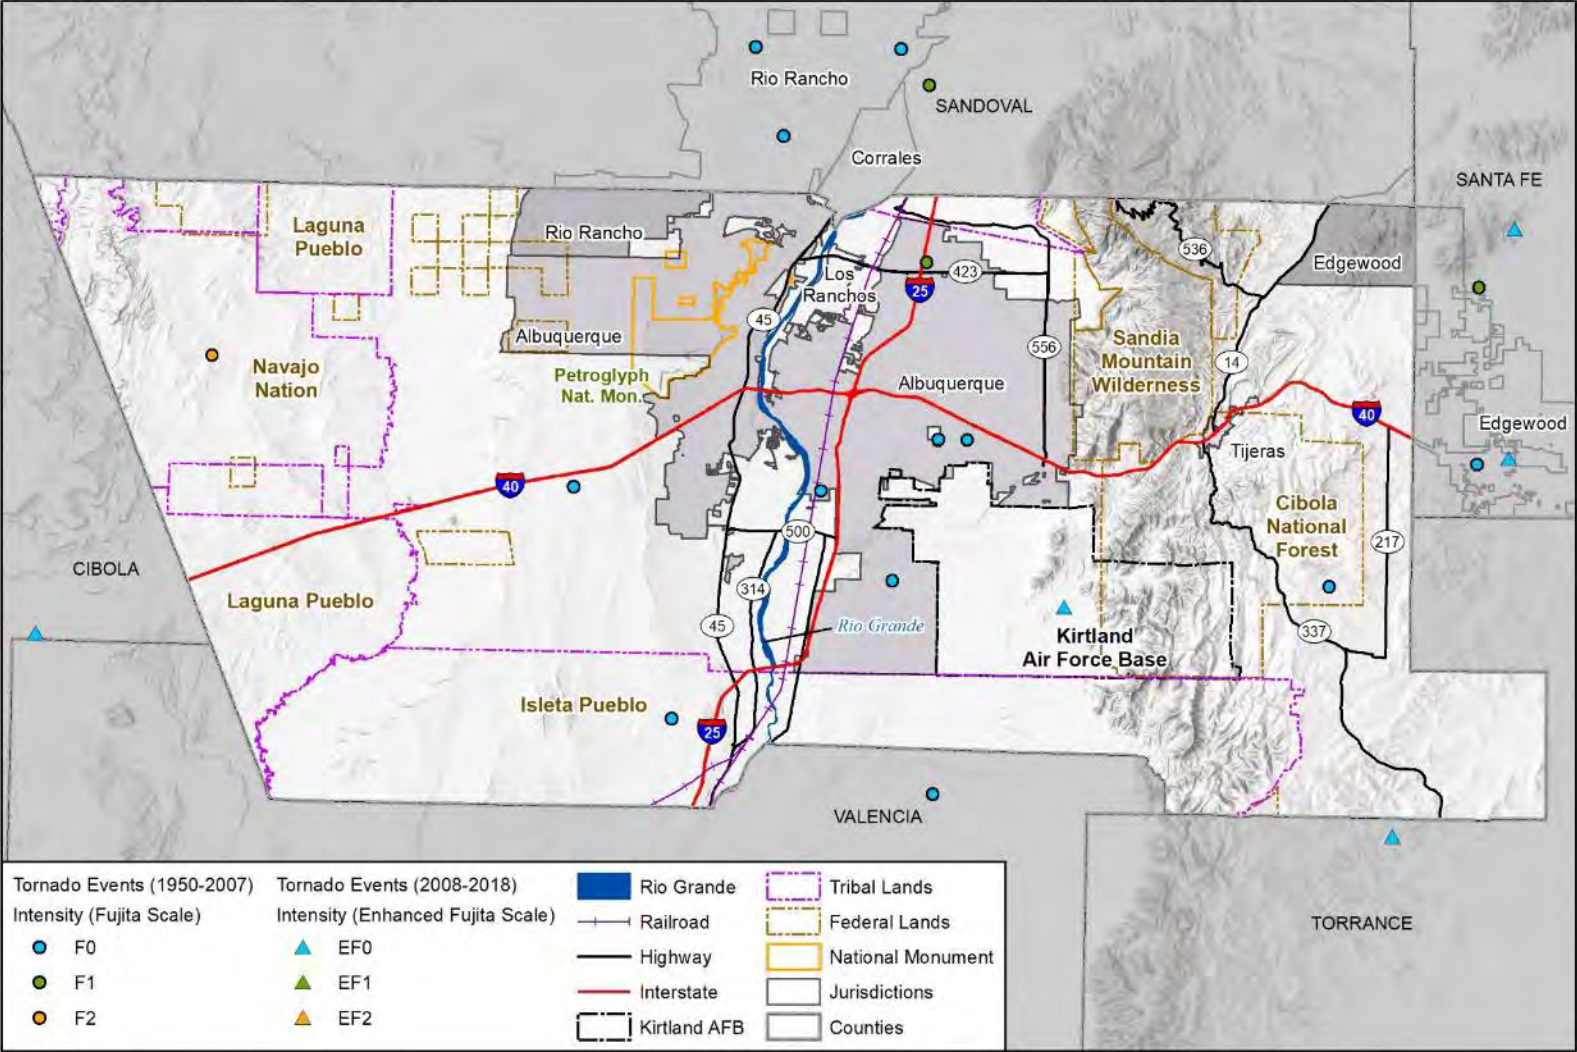 Rio Rancho
SANDOVAL
Corrales
SANTA FE
Laguna
Pueblo
Rio Rancho
536
Edgewood
423
Los
Ranchos
25
45
Albuquerque
556
Sandia
Mountain
Wilderness
14
Navajo
Nation
Petroglyph
Nat. Mon.
Albuquerque
40
Edgewood
Tijeras
40
Cibola
National
Forest
500
217
CIBOLA
314
Laguna Pueblo
45
Rio Grande
337
Kirtland
Air Force Base
Isleta Pueblo
25
VALENCIA
TORRANCE
Tornado Events (1950-2007)
Intensity (Fujita Scale)
F0
F1
F2
Tornado Events (2008-2018)
Intensity (Enhanced Fujita Scale)
EF0
EF1
EF2
Rio Grande
Railroad
Highway
Interstate
Kirtland AFB
Tribal Lands
Federal Lands
National Monument
Jurisdictions
Counties